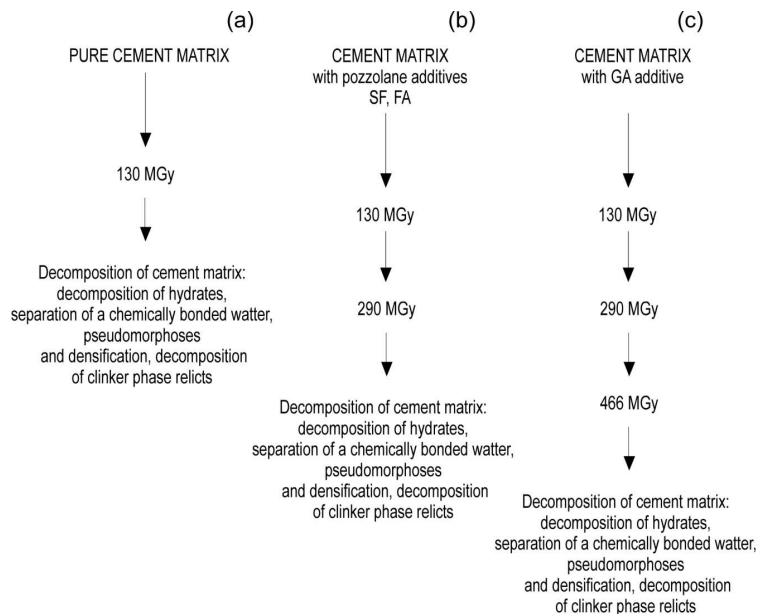 (a)
PURE CEMENT MATRIX
130 MGy
Decomposition of cement matrix:
decomposition of hydrates,
separation of a chemically bonded watter,
pseudomorphoses
and densification, decomposition
of clinker phase relicts
(b)
CEMENT MATRIX
with pozzolane additives
SF, FA
130 MGy
290 MGy
Decomposition of cement matrix:
decomposition of hydrates,
separation of a chemically bonded watter,
pseudomorphoses
and densification, decomposition
of clinker phase relicts
(c)
CEMENT MATRIX
with GA additive
130 MGy
290 MGy
466 MGy
Decomposition of cement matrix:
decomposition of hydrates,
separation of a chemically bonded watter,
pseudomorphoses
and densification, decomposition
of clinker phase relicts